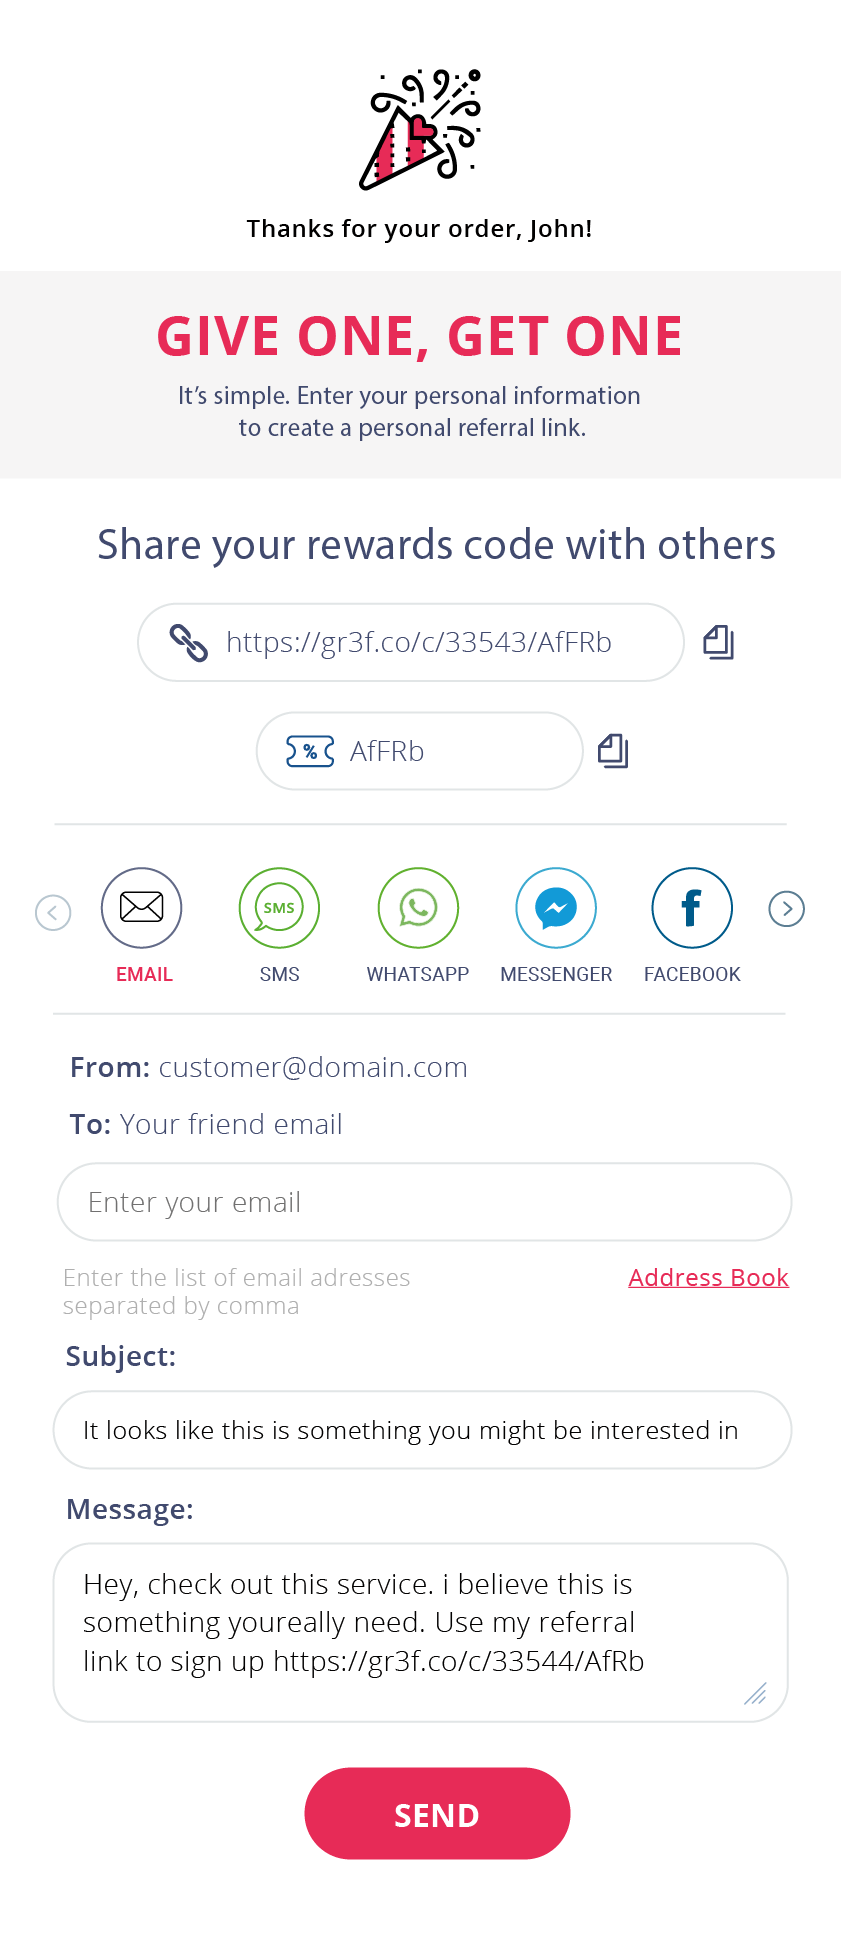 Thanks for your order, John!
GIVE ONE, GET ONE
It's simple. Enter your personal information
to create a personal referral link.
Share your rewards code with others
https://gr3f.co/c/33543/AfFRb
%
AfFRb
SMS
EMAIL
SMS
WHATSAPP
MESSENGER
FACEBOOK
From: customer@domain.com
To: Your friend email
Enter your email
Enter the list of email adresses
separated by comma
Address Book
Subject:
It looks like this is something you might be interested in
Message:
Hey, check out this service. i believe this is
something youreally need. Use my referral
link to sign up https://gr3f.co/c/33544/AfRb
SEND